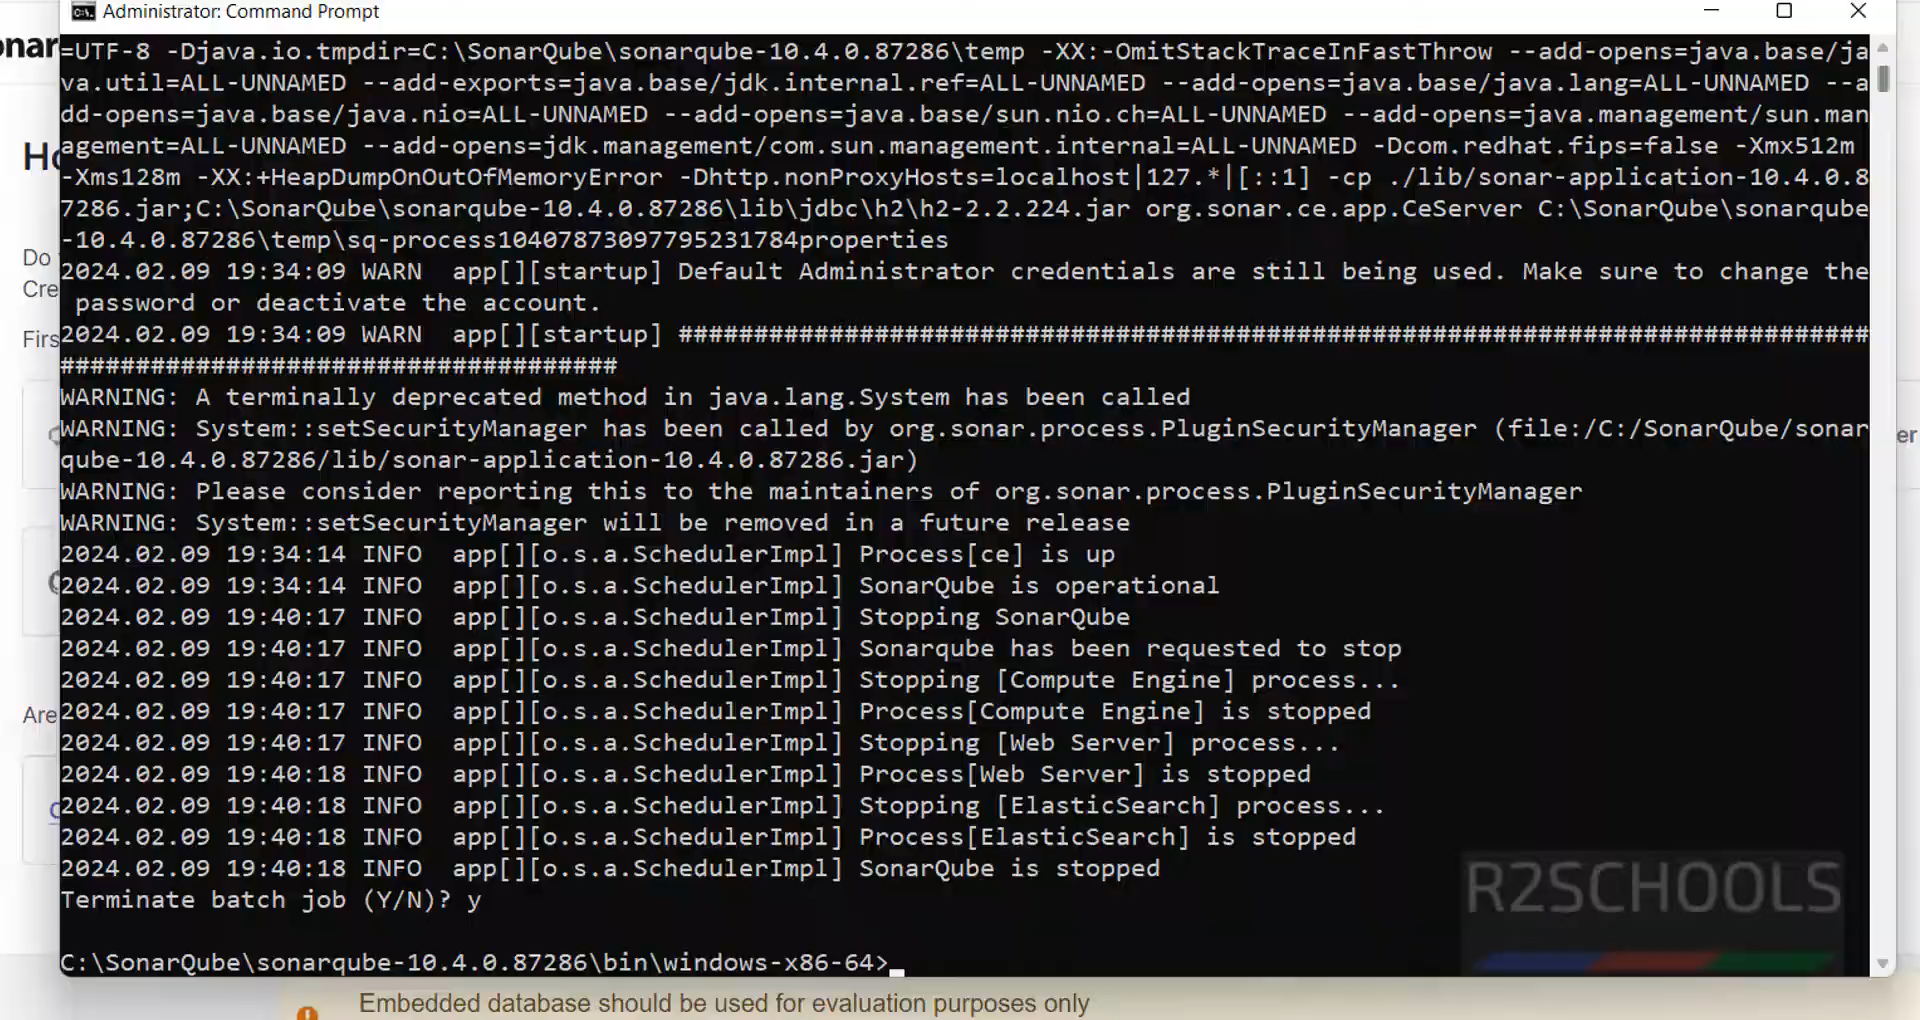 Administrator: Command Prompt
onar
=UTF-8 -Djava.io.tmpdir=C:\SonarQube\sonarqube-10.4.0.87286\temp -XX:-OmitStackTraceInFastThrow --add-opens=java.base/ja
va.util=ALL-UNNAMED --add-exports=java.base/jdk.internal.ref=ALL-UNNAMED --add-opens=java.base/java.lang=ALL-UNNAMED --a
dd-opens=java.base/java.nio=ALL-UNNAMED --add-opens=java.base/sun.nio.ch=ALL-UNNAMED --add-opens=java.management/sun.man
agement=ALL-UNNAMED --add-opens=jdk.management/com.sun.management.internal=ALL-UNNAMED -Dcom.redhat.fips=false -Xmx512m
Ho
-Xms128m -XX:+HeapDumpOnOutOfMemoryError -Dhttp.nonProxyHosts=localhost|127.*|[::1] -cp ./lib/sonar-application-10.4.0.8
7286.jar;C:\SonarQube\sonarqube-10.4.0.87286\lib\jdbc\h2\h2-2.2.224.jar org.sonar.ce.app.CeServer C:\SonarQube\sonarqube
-10.4.0.87286\temp\sq-process10407873097795231784properties
Do
2024.02.09 19:34:09 WARN  app[][startup] Default Administrator credentials are still being used. Make sure to change the
Cre
 password or deactivate the account.
Firs
2024.02.09 19:34:09 WARN  app[][startup] ###############################################################################
#####################################
WARNING: A terminally deprecated method in java.lang.System has been called
WARNING: System::setSecurityManager has been called by org.sonar.process.PluginSecurityManager (file:/C:/SonarQube/sonar
er
qube-10.4.0.87286/lib/sonar-application-10.4.0.87286.jar)
WARNING: Please consider reporting this to the maintainers of org.sonar.process.PluginSecurityManager
WARNING: System::setSecurityManager will be removed in a future release
2024.02.09 19:34:14 INFO  app[][o.s.a.SchedulerImpl] Process[ce] is up
2024.02.09 19:34:14 INFO  app[][o.s.a.SchedulerImpl] SonarQube is operational
2024.02.09 19:40:17 INFO  app[][o.s.a.SchedulerImpl] Stopping SonarQube
2024.02.09 19:40:17 INFO  app[][o.s.a.SchedulerImpl] Sonarqube has been requested to stop
2024.02.09 19:40:17 INFO  app[][o.s.a.SchedulerImpl] Stopping [Compute Engine] process...
Are
2024.02.09 19:40:17 INFO  app[][o.s.a.SchedulerImpl] Process[Compute Engine] is stopped
2024.02.09 19:40:17 INFO  app[][o.s.a.SchedulerImpl] Stopping [Web Server] process...
2024.02.09 19:40:18 INFO  app[][o.s.a.SchedulerImpl] Process[Web Server] is stopped
2024.02.09 19:40:18 INFO  app[][o.s.a.SchedulerImpl] Stopping [ElasticSearch] process...
2024.02.09 19:40:18 INFO  app[][o.s.a.SchedulerImpl] Process[ElasticSearch] is stopped
2024.02.09 19:40:18 INFO  app[][o.s.a.SchedulerImpl] SonarQube is stopped
Terminate batch job (Y/N)? y
R2SCHOOLS
C:\SonarQube\sonarqube-10.4.0.87286\bin\windows-x86-64>
Embedded database should be used for evaluation purposes only